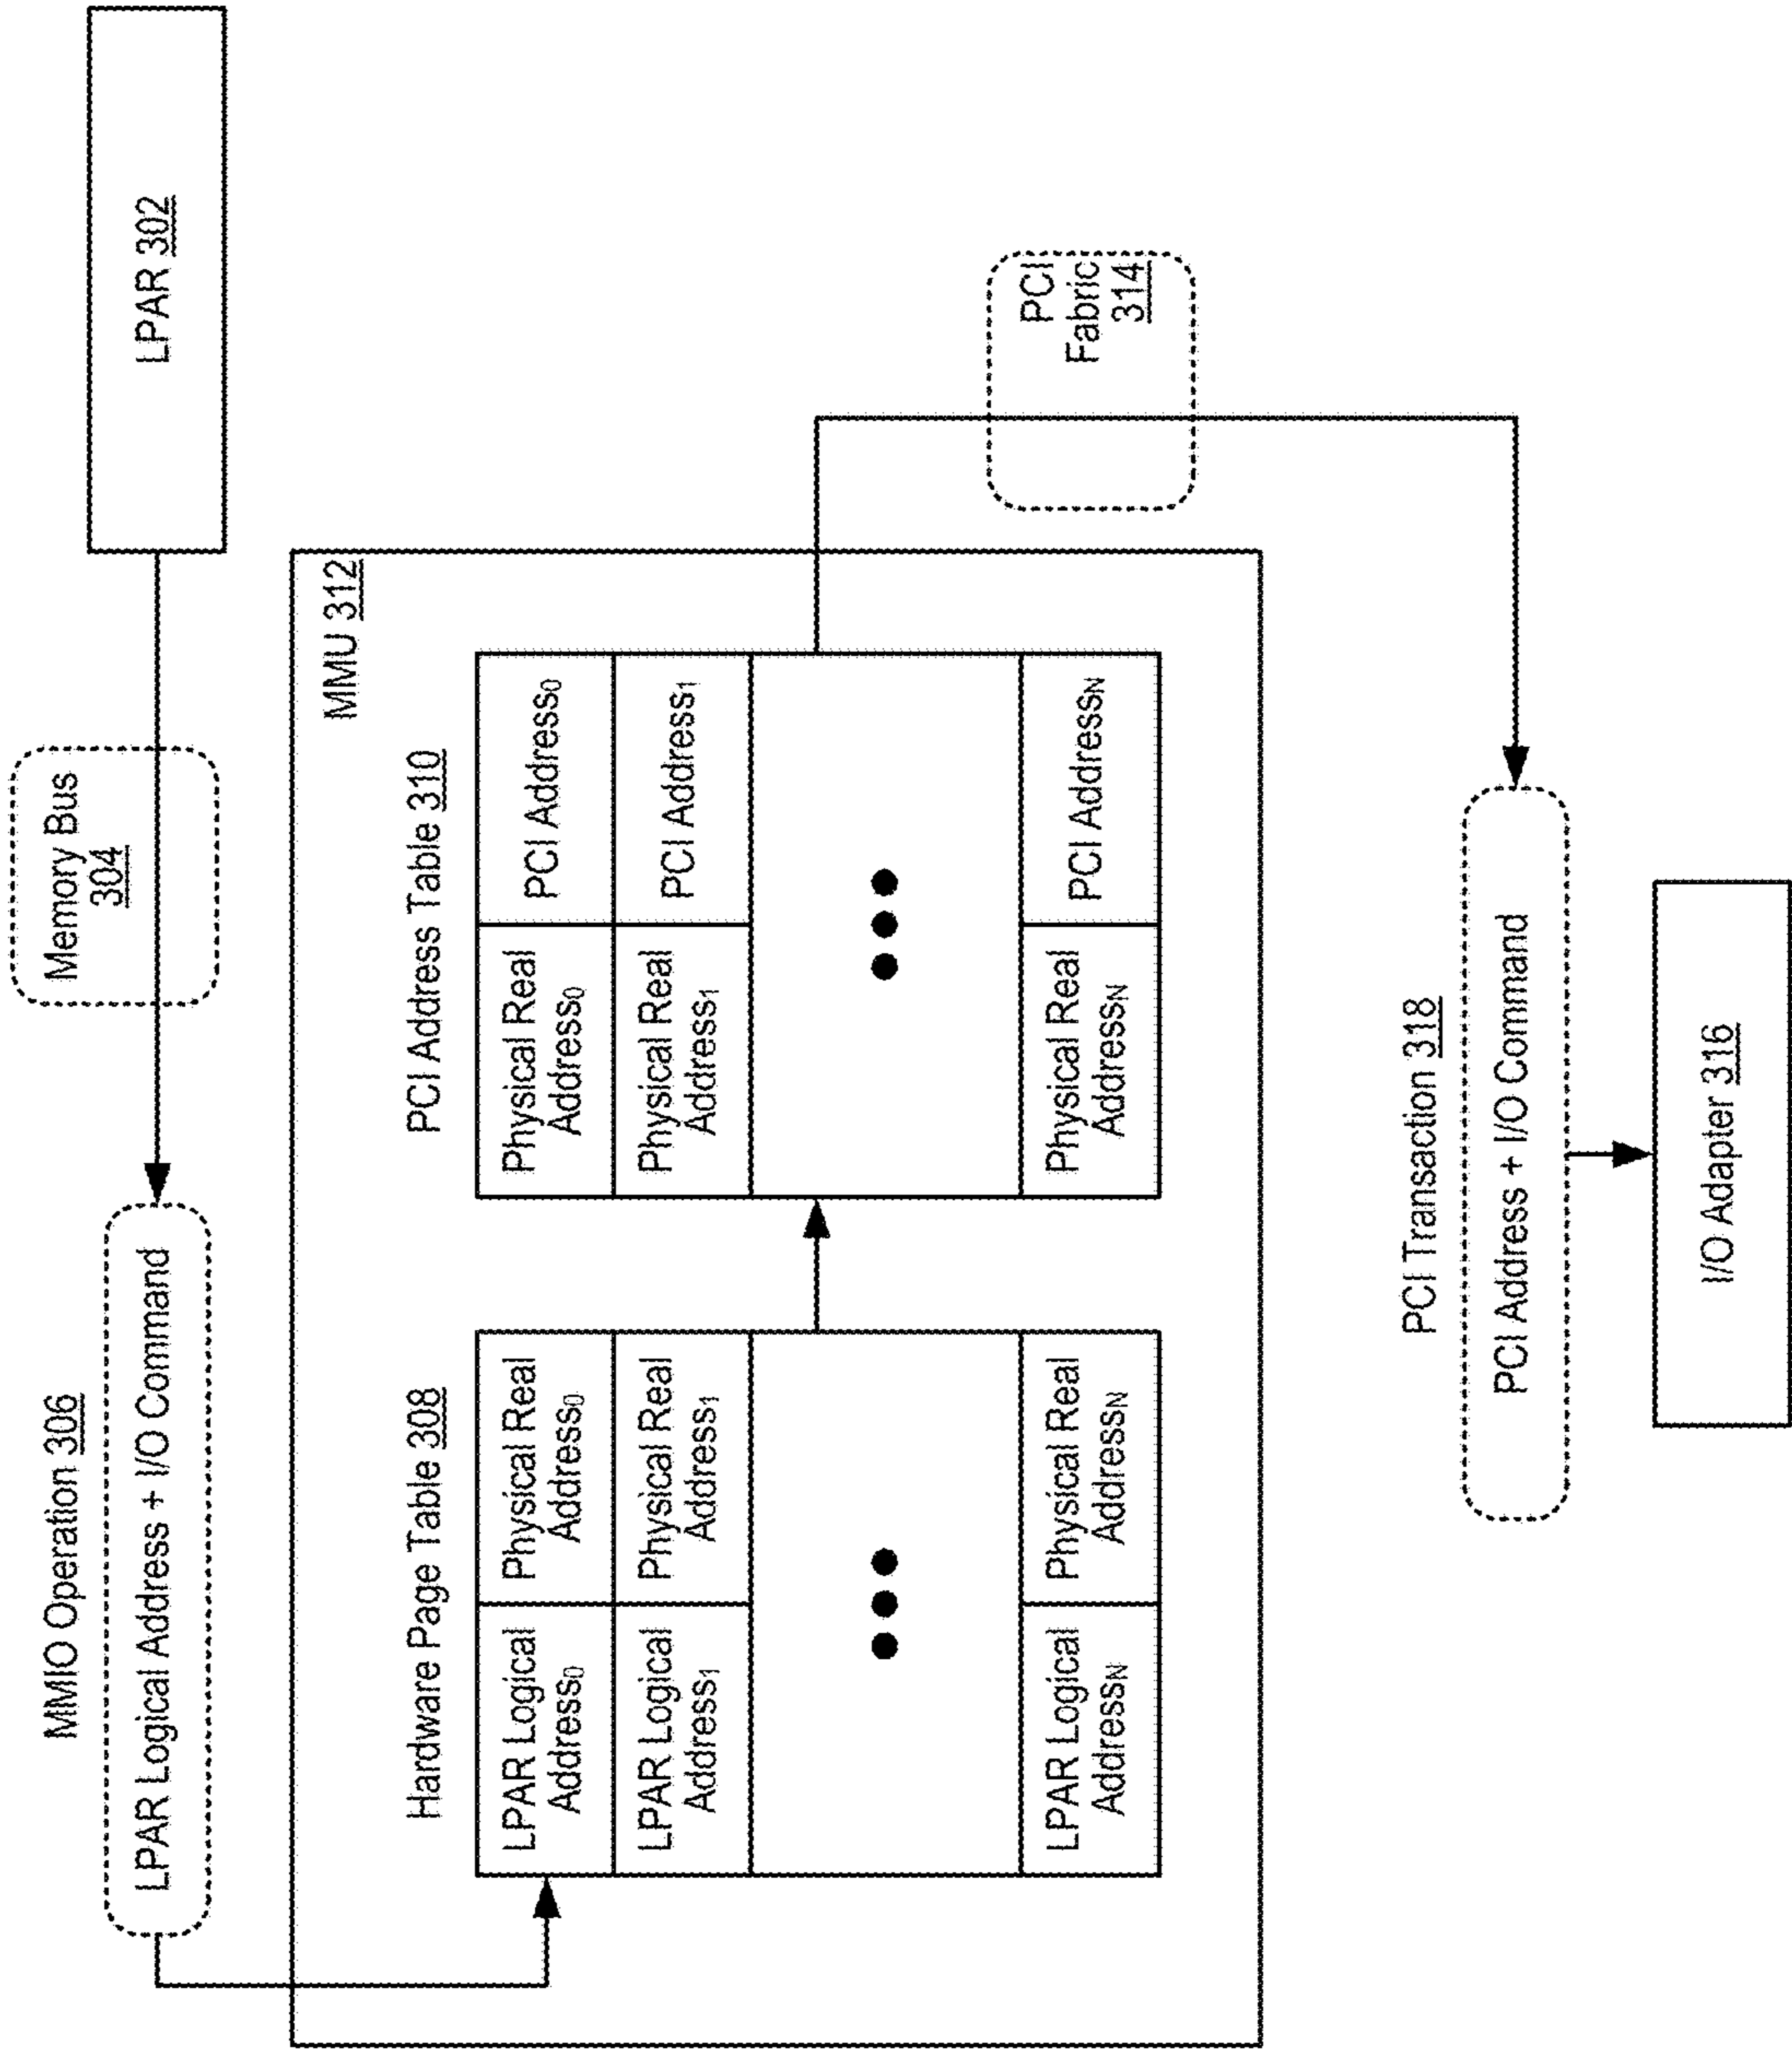 LPAR 302
Memory Bus
304
MMIO Operation 306
LPAR Logical Address + I/O Command
MMU 312
Hardware Page Table 308
LPAR Logical
Address0
Physical Real
Address0
LPAR Logical
Address1
Physical Real
Address1
LPAR Logical
AddressN
Physical Real
AddressN
PCI Address Table 310
Physical Real
Address0
PCI Address0
Physical Real
Address1
PCI Address1
Physical Real
AddressN
PCI AddressN
PCI
Fabric
314
PCI Transaction 318
PCI Address + I/O Command
I/O Adapter 316